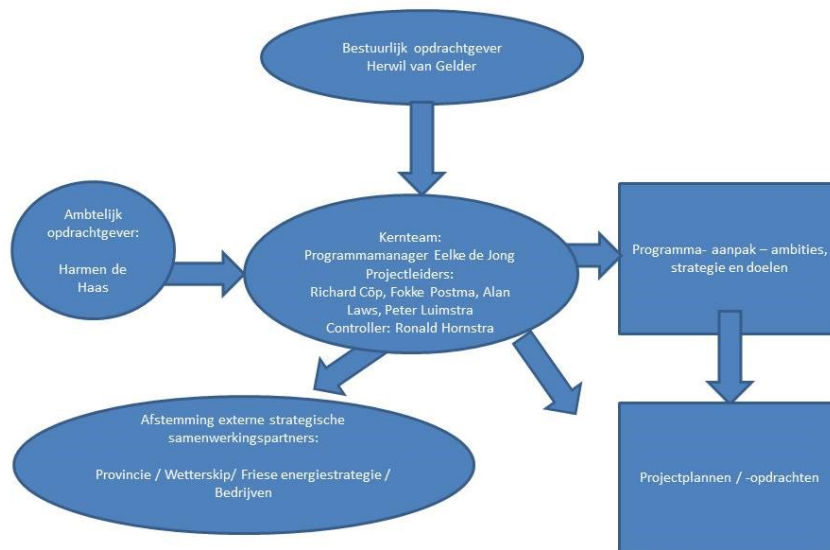 Bestuurlijk opdrachtgever
Herwil van Gelder
Ambtelijk
opdrachtgever:
Harmen de
Haas
Kernteam:
Programmamanager Eelke de Jong
Projectleiders:
Richard Cöp, Fokke Postma, Alan
Laws, Peter Luimstra
Controller: Ronald Hornstra
Programma- aanpak – ambities,
strategie en doelen
Afstemming externe strategische
samenwerkingspartners:
Provincie / Wetterskip/ Friese energiestrategie /
Bedrijven
Projectplannen / -opdrachten